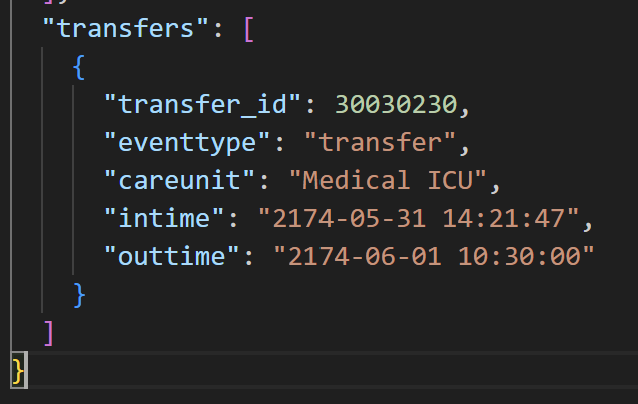 ],
"transfers": [
{
"transfer_id": 30030230,
"eventtype": "transfer",
"careunit": "Medical ICU",
"intime": "2174-05-31 14:21:47",
"outtime": "2174-06-01 10:30:00"
}
]
}